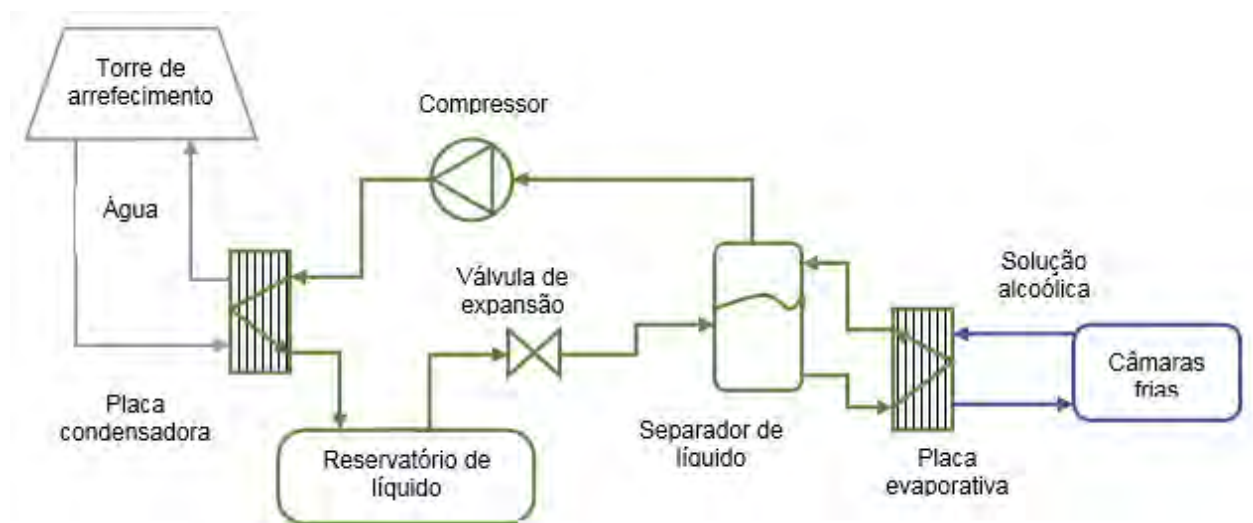 Torre de
arrefecimento
Compressor
Água
Válvula de
expansão
Solução
alcoólica
Câmaras
frias
Placa
condensadora
Reservatório de
líquido
Separador de
líquido
Placa
evaporativa